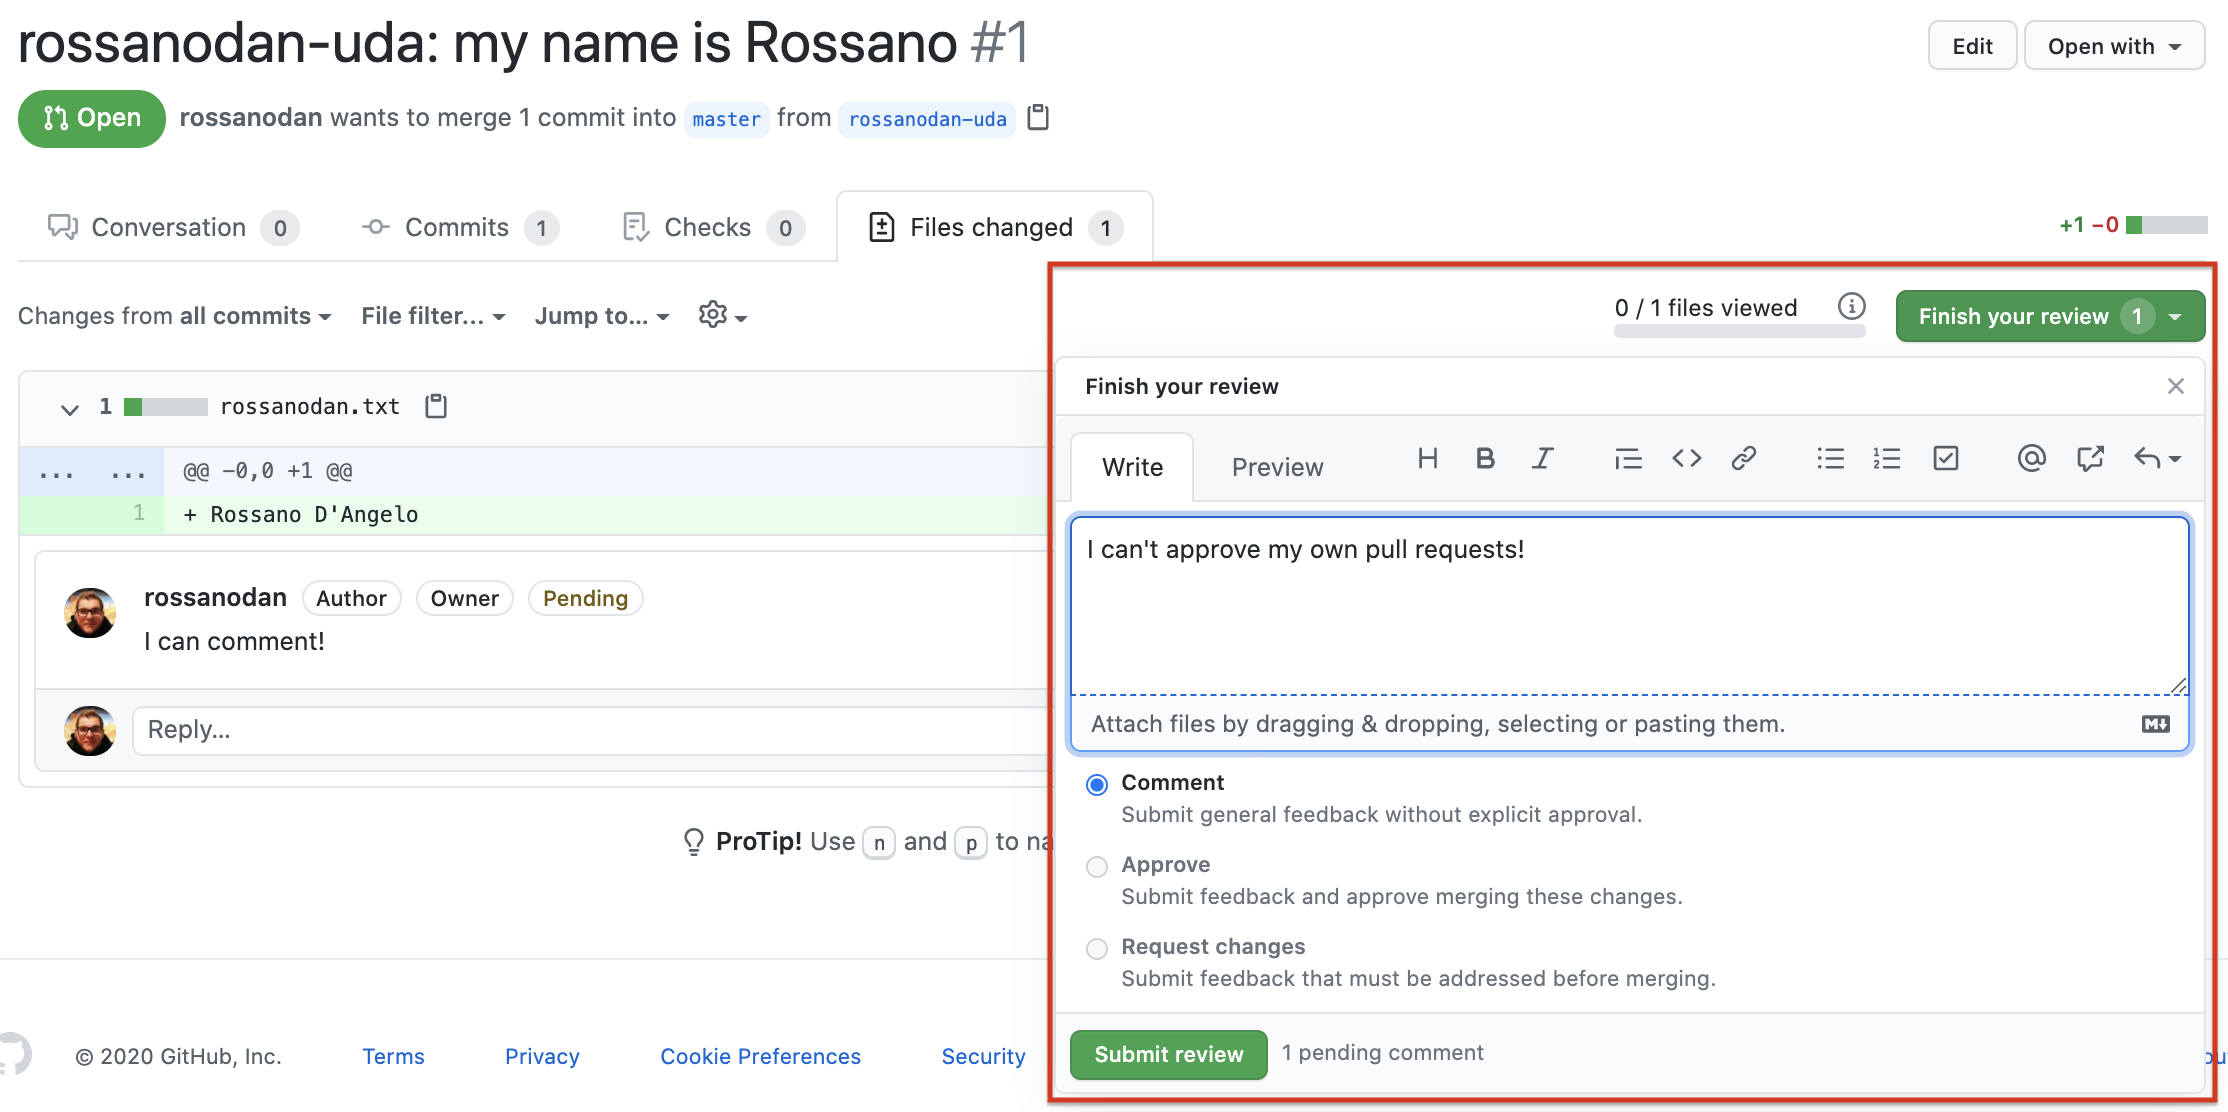 rossanodan-uda: my name is Rossano #1
Edit
Open with
Open
rossanodan wants to merge 1 commit into master from rossanodan-uda
Conversation 0
Commits 1
Checks 0
Files changed 1
+1 −0
Changes from all commits
File filter...
Jump to...
0 / 1 files viewed
Finish your review 1
1 rossanodan.txt
... ... @@ -0,0 +1 @@
1 + Rossano D'Angelo
rossanodan Author Owner Pending
I can comment!
Reply...
ProTip! Use n and p to na
Finish your review
Write
Preview
I can't approve my own pull requests!
Attach files by dragging & dropping, selecting or pasting them.
Comment
Submit general feedback without explicit approval.
Approve
Submit feedback and approve merging these changes.
Request changes
Submit feedback that must be addressed before merging.
Submit review
1 pending comment
© 2020 GitHub, Inc.
Terms
Privacy
Cookie Preferences
Security